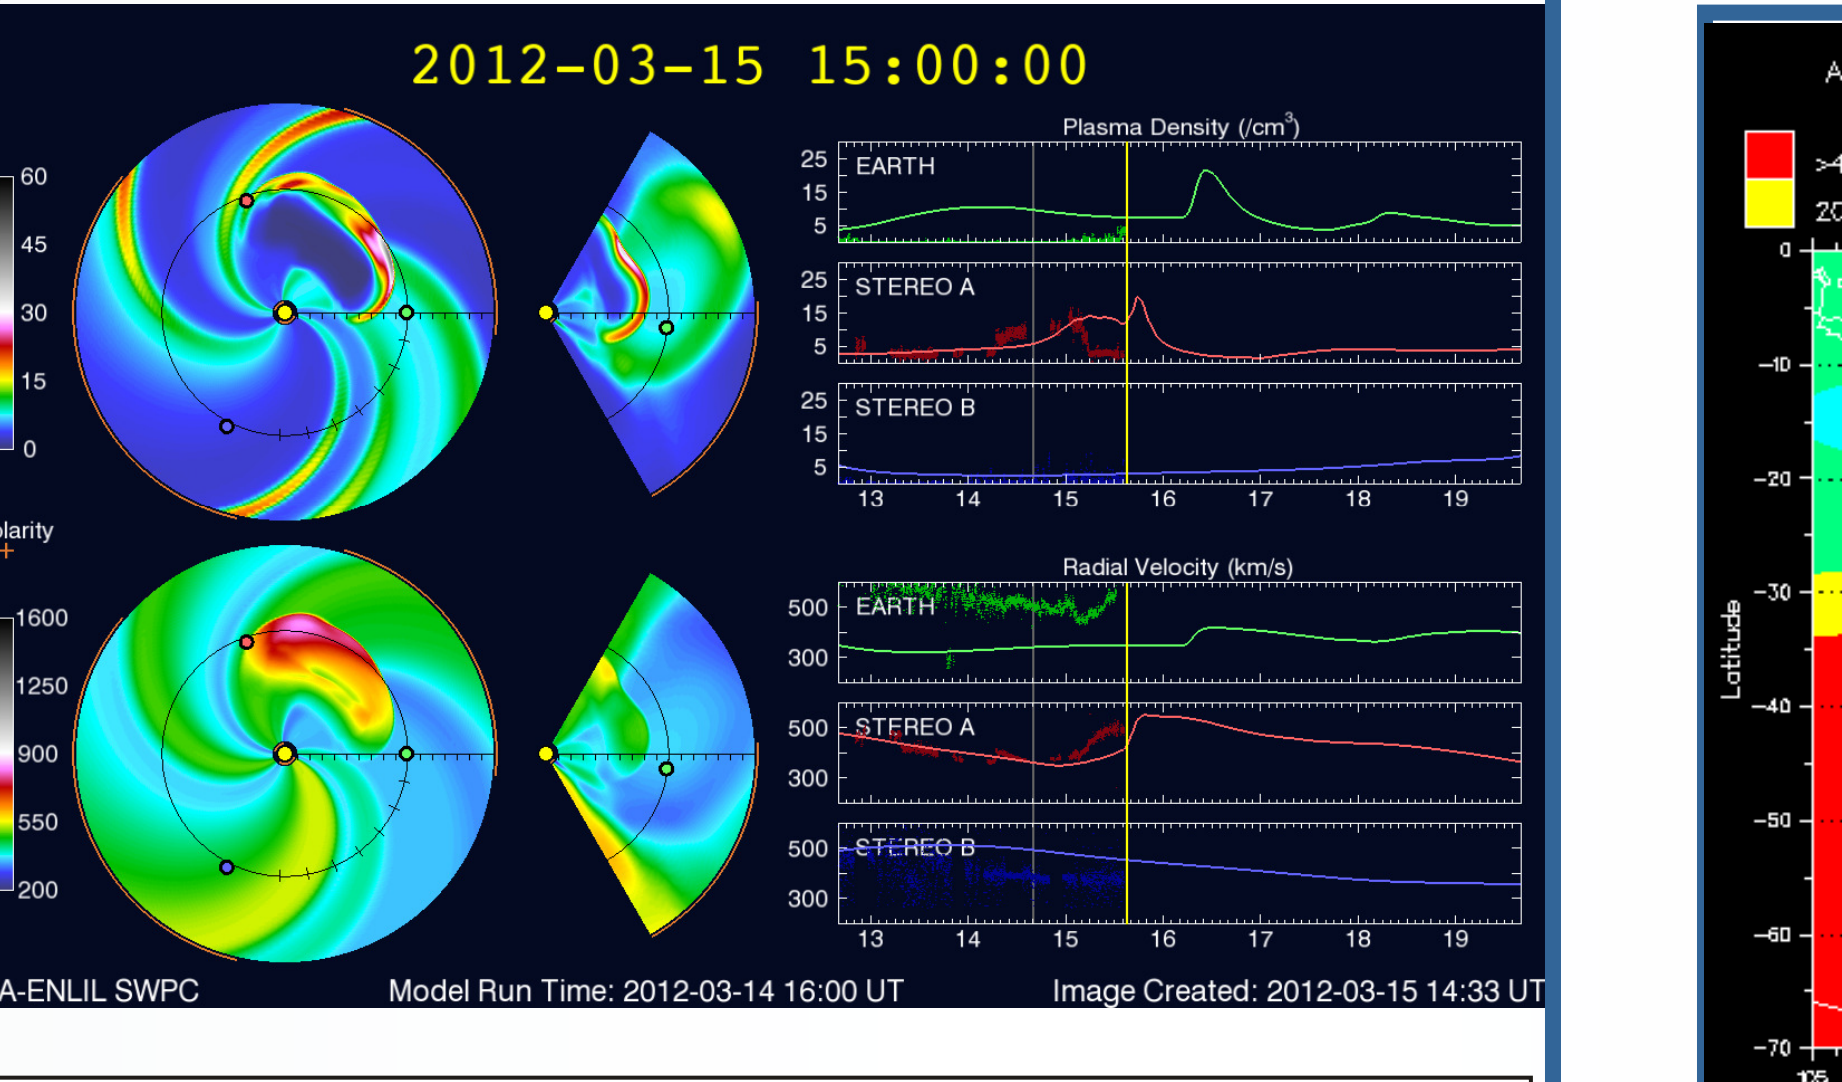 2012-03-15 15:00:00
Plasma Density (/cm³)
60
45
30
15
0
25
15
5
EARTH
25
15
5
STEREO A
25
15
5
STEREO B
13 14 15 16 17 18 19
larity
+
1600
1250
900
550
200
Radial Velocity (km/s)
500
300
EARTH
500
300
STEREO A
500
300
STEREO B
13 14 15 16 17 18 19
A-ENLIL SWPC
Model Run Time: 2012-03-14 16:00 UT
Image Created: 2012-03-15 14:33 UT
A
>4
20
Latitude
0
-10
-20
-30
-40
-50
-60
-70
105